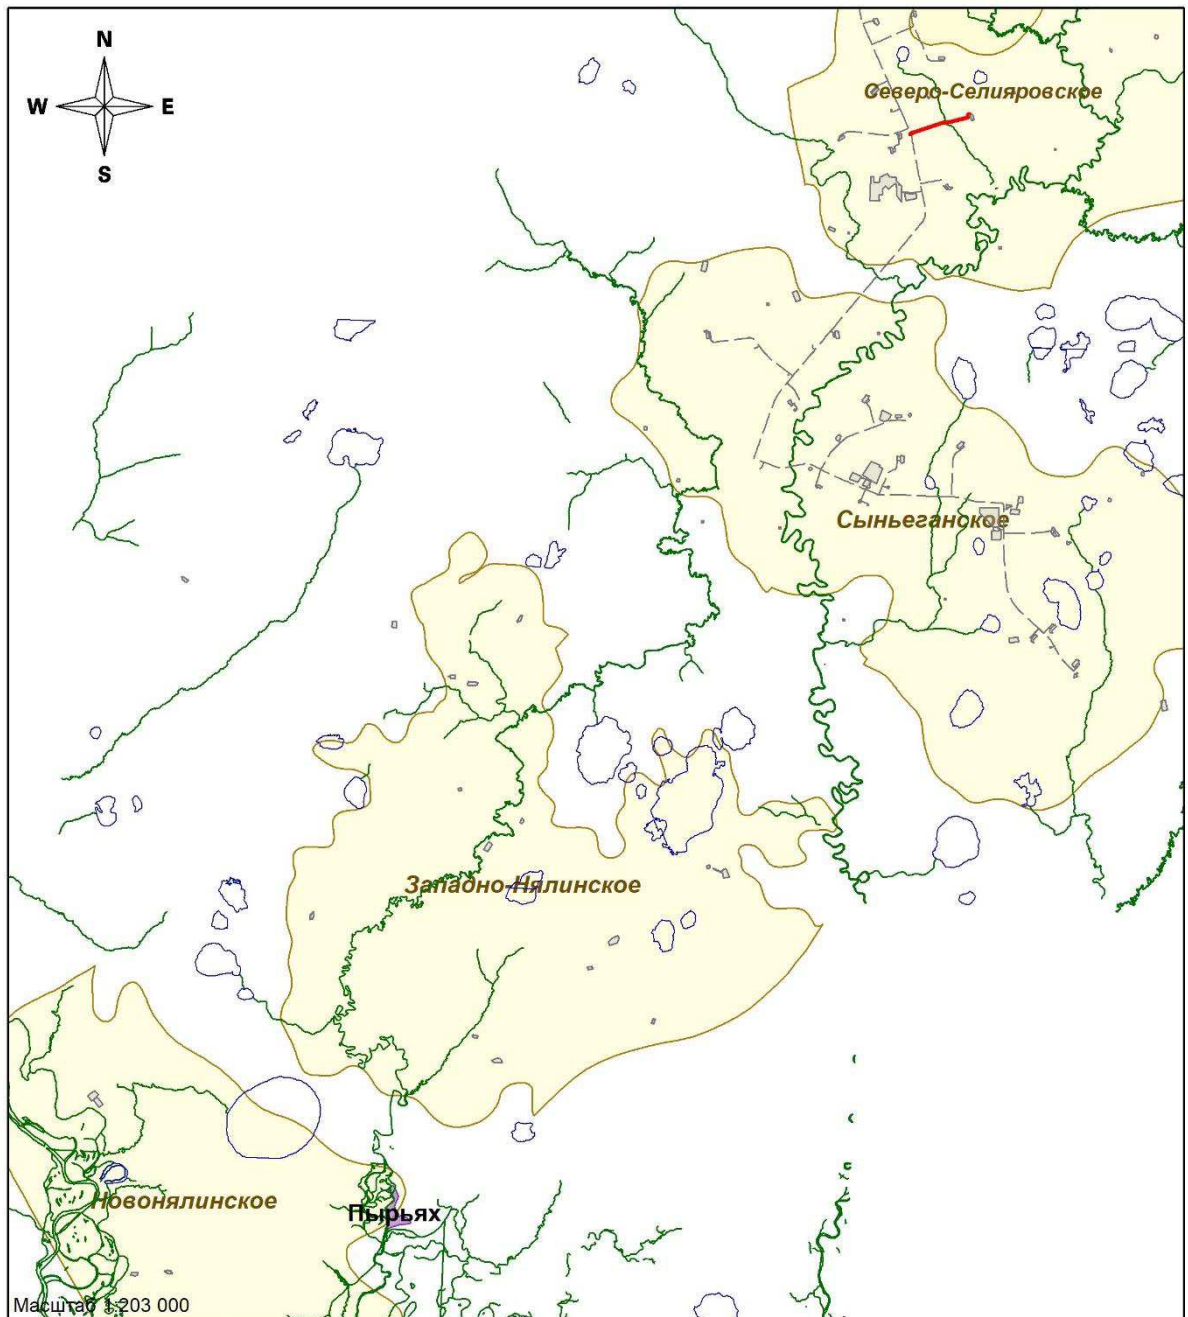 N
W E
S
Северо-Селияровское
Сыньеганское
Западно-Нялинское
Новонялинское
Пырьях
Масштаб 1:203 000